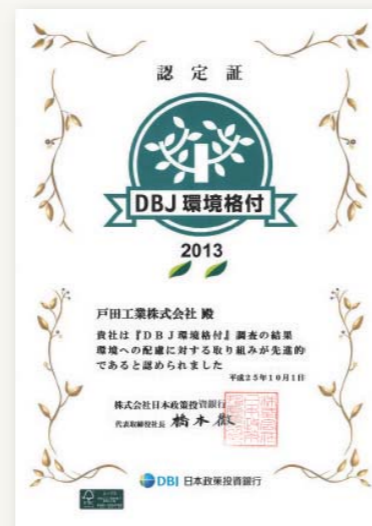 認定証
DBJ 環境格付
2013
戸田工業株式会社 殿
貴社は『DBJ環境格付』調査の結果
環境への配慮に対する取り組みが先進的
であると認められました
平成25年10月1日
株式会社日本政策投資銀行
代表取締役社長 橋本 徹
DBJ 日本政策投資銀行